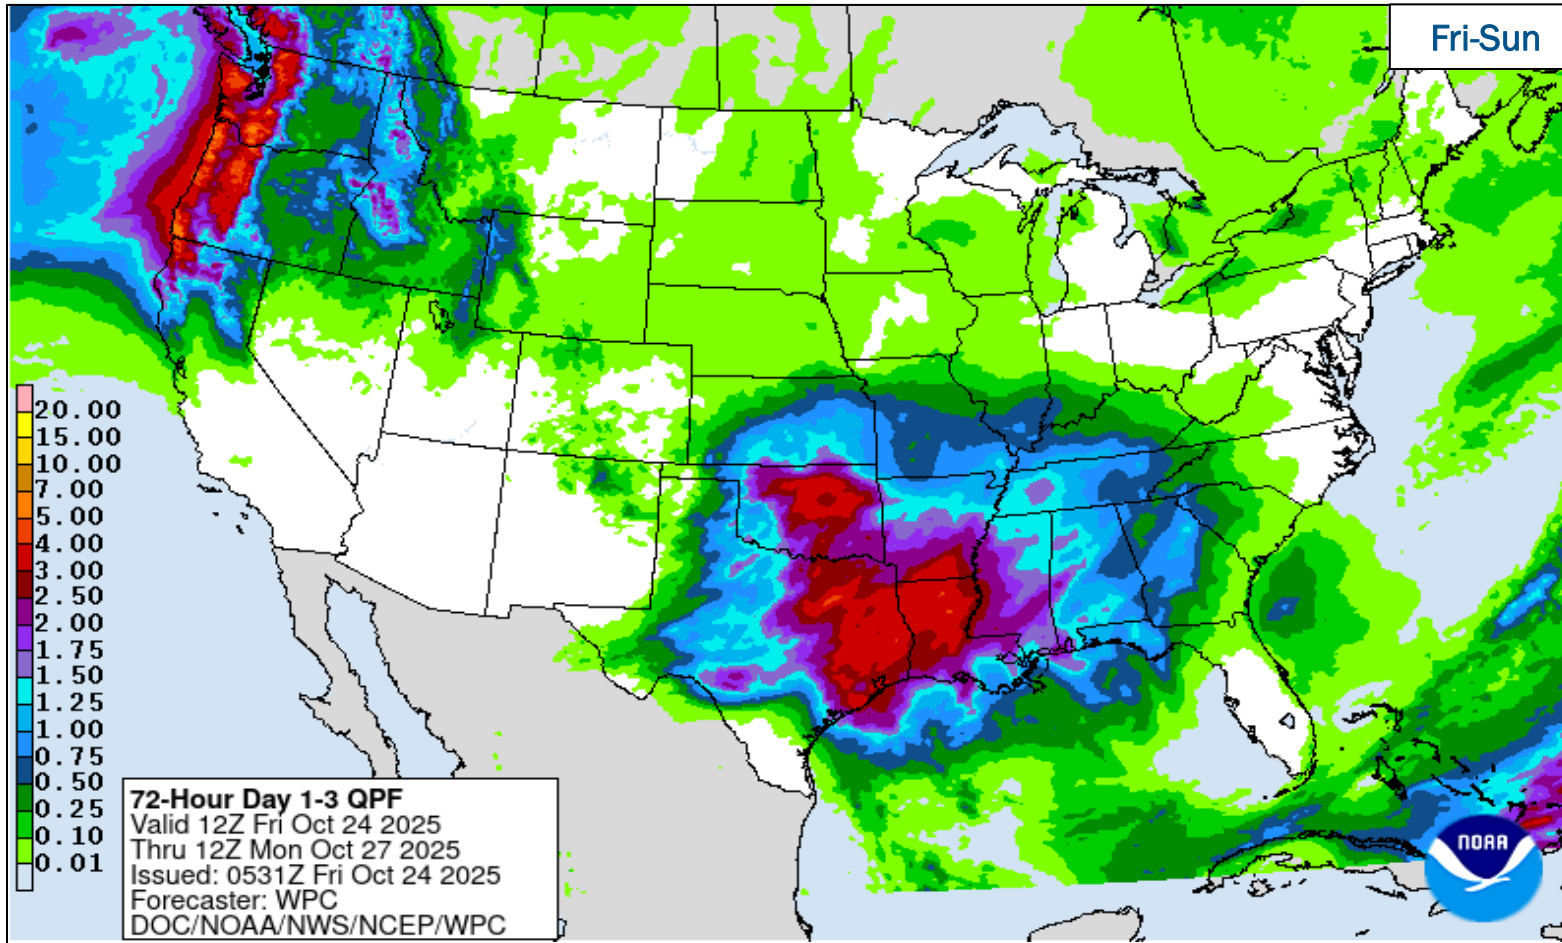 Fri-Sun
20.00
15.00
10.00
7.00
5.00
4.00
3.00
2.50
2.00
1.75
1.50
1.25
1.00
0.75
0.50
0.25
0.10
0.01
72-Hour Day 1-3 QPF
Valid 12Z Fri Oct 24 2025
Thru 12Z Mon Oct 27 2025
Issued: 0531Z Fri Oct 24 2025
Forecaster: WPC
DOC/NOAA/NWS/NCEP/WPC
NOAA